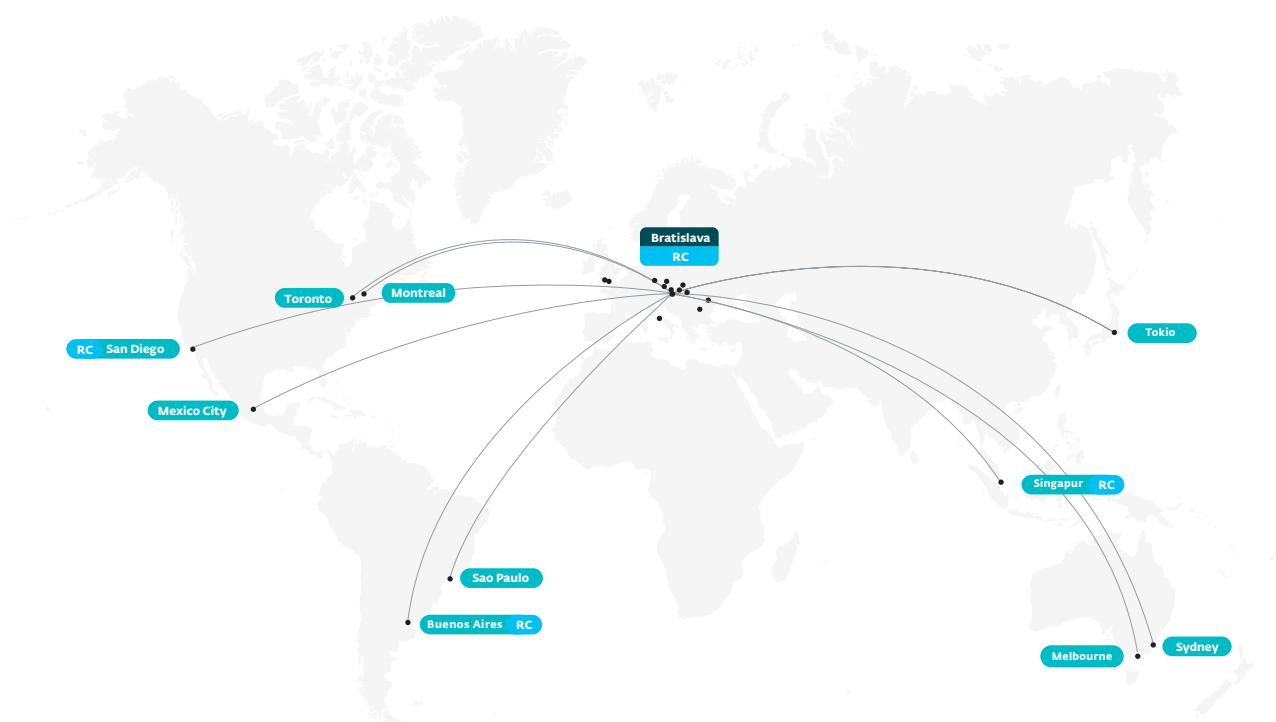 Bratislava
RC
Toronto
Montreal
Tokio
RC San Diego
Mexico City
Singapur RC
Sao Paulo
Buenos Aires RC
Sydney
Melbourne